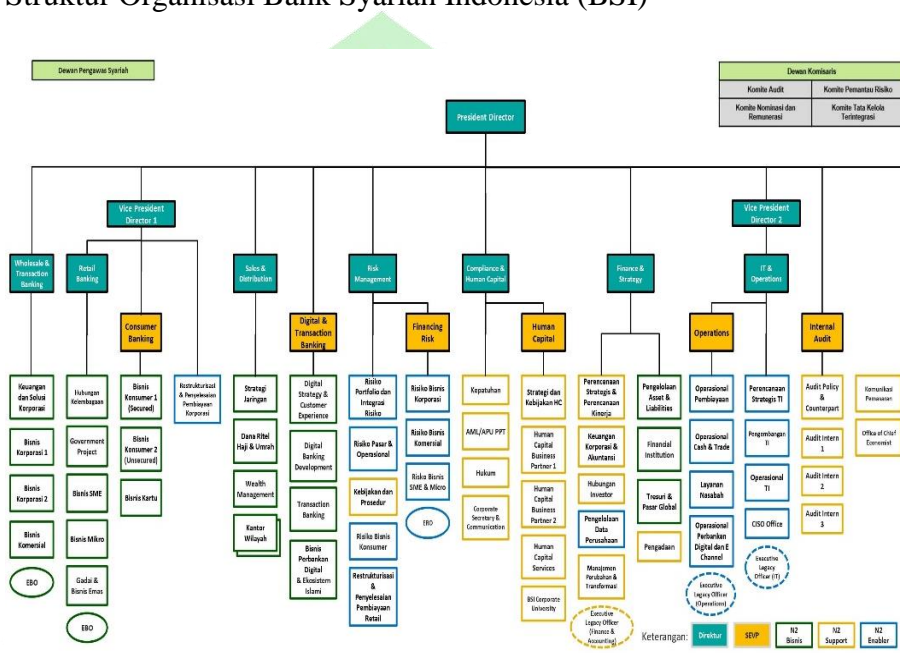 Struktur Organisasi Bank Syariah Indonesia (BSI)
Dewan Pengawas Syariah
Dewan Komisaris
Komite Audit
Komite Pemantau Risiko
Komite Nominasi dan
Remunerasi
Komite Tata Kelola
Terintegrasi
President Director
Vice President
Director 1
Vice President
Director 2
Wholesale &
Transaction
Banking
Retail
Banking
Sales &
Distribution
Risk
Management
Compliance &
Human Capital
Finance &
Strategy
IT &
Operations
Consumer
Banking
Digital &
Transaction
Banking
Financing
Risk
Human
Capital
Operations
Internal
Audit
Keuangan
dan Solusi
Korporasi
Bisnis
Korporasi 1
Bisnis
Korporasi 2
Bisnis
Komersial
EBO
Hubungan
Kelembagaan
Government
Project
Bisnis SME
Bisnis Mikro
Gadai &
Bisnis Emas
EBO
Bisnis
Konsumer 1
(Secured)
Bisnis
Konsumer 2
(Unsecured)
Bisnis Kartu
Restrukturisasi
& Penyelesaian
Pembiayaan
Korporasi
Strategi
Jaringan
Dana Ritel
Haji & Umrah
Wealth
Management
Kantor
Wilayah
Digital
Strategy &
Customer
Experience
Digital
Banking
Development
Transaction
Banking
Bisnis
Perbankan
Digital
& Ekosistem
Islami
Risiko
Portfolio dan
Integrasi
Risiko
Risiko Pasar &
Operasional
Kebijakan dan
Prosedur
Risiko Bisnis
Konsumer
Restrukturisasi
&
Penyelesaian
Pembiayaan
Retail
Risiko Bisnis
Korporasi
Risiko Bisnis
Komersial
Risko Bisnis
SME & Micro
ERO
Kepatuhan
AML/APU PPT
Hukum
Corporate
Secretary &
Communication
Strategi dan
Kebijakan HC
Human
Capital
Business
Partner 1
Human
Capital
Business
Partner 2
Human
Capital
Services
BSI Corporate
University
Perencanaan
Strategis &
Perencanaan
Kinerja
Keuangan
Korporasi &
Akuntansi
Hubungan
Investor
Pengelolaan
Data
Perusahaan
Manajemen
Perubahan &
Transformasi
Executive
Legacy Officer
(Finance &
Accounting)
Pengelolaan
Asset &
Liabilities
Financial
Institution
Tresuri &
Pasar Global
Pengadaan
Operasional
Pembiayaan
Operasional
Cash & Trade
Layanan
Nasabah
Operasional
Perbankan
Digital dan E
Channel
Executive
Legacy Officer
(Operations)
Perencanaan
Strategis TI
Pengembangan
TI
Operasional
TI
CISO Office
Executive
Legacy
Officer (IT)
Audit Policy
&
Counterpart
Audit Intern
1
Audit Intern
2
Audit Intern
3
Komunikasi
Pemasaran
Office of Chief
Economist
Keterangan:
Direktur
SEVP
N2
Bisnis
N2
Support
N2
Enabler